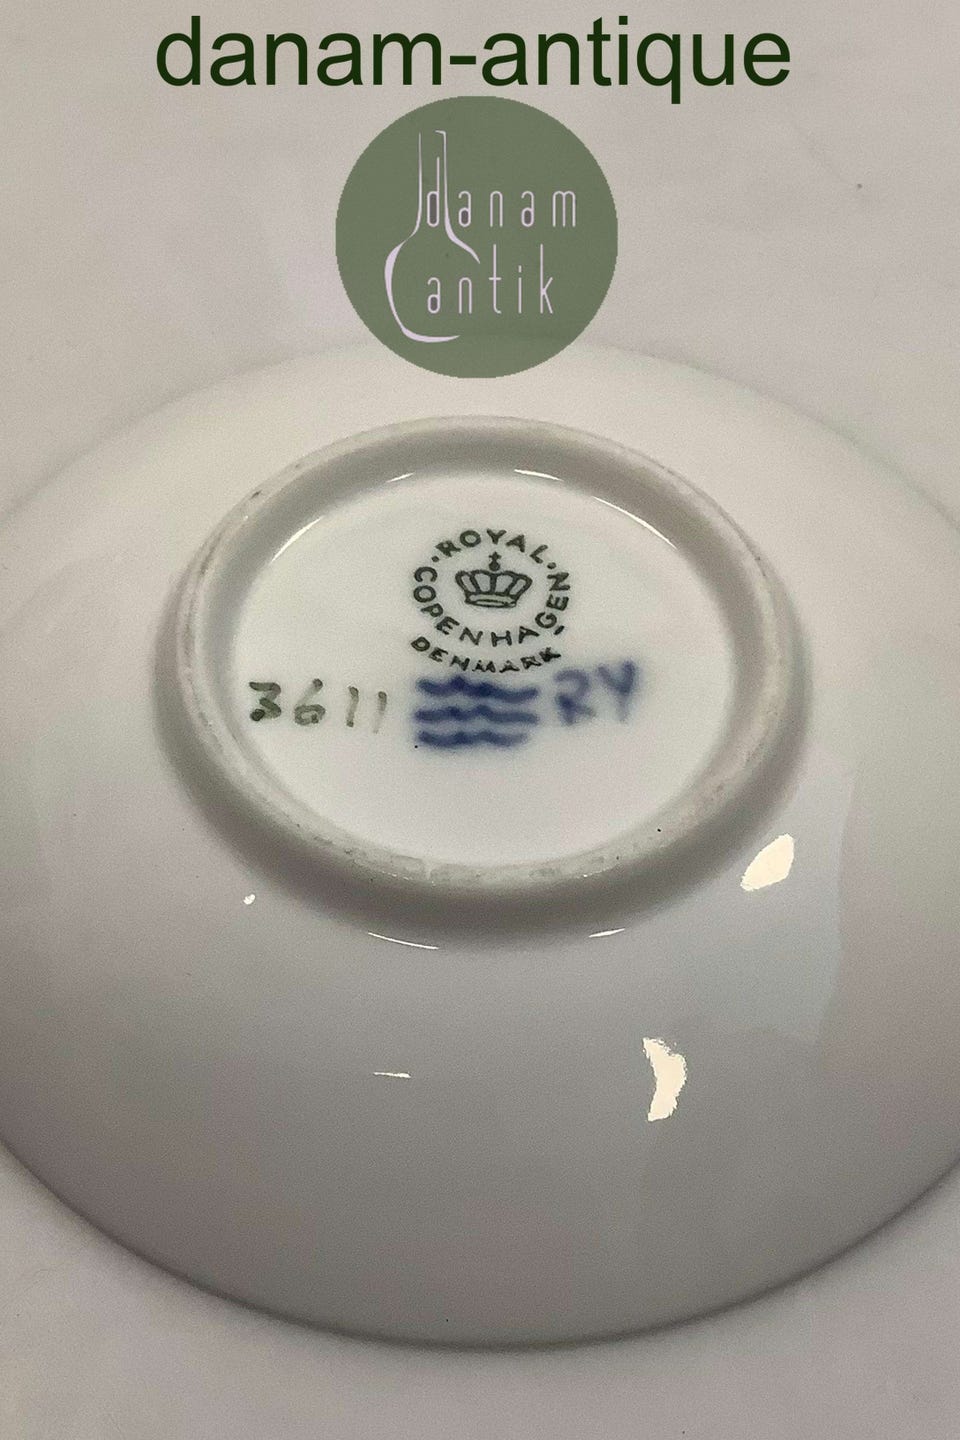 danam-antique
danam
antik
ROYAL
COPENHAGEN
DENMARK
3611 RY